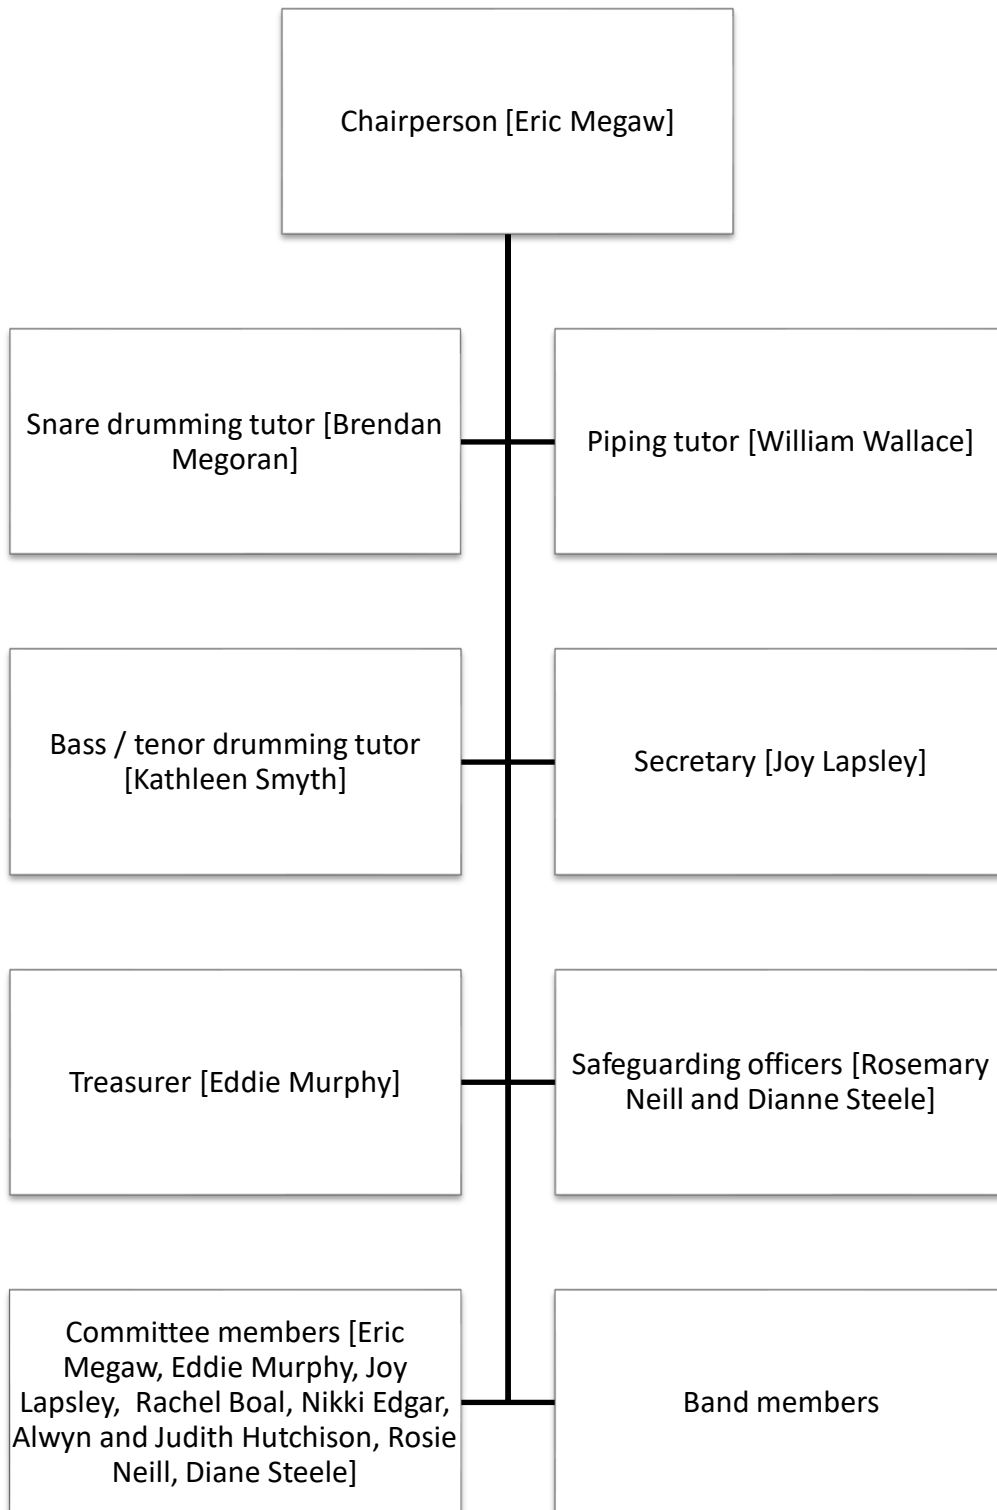 Chairperson [Eric Megaw]
Snare drumming tutor [Brendan
Megoran]
Piping tutor [William Wallace]
Bass / tenor drumming tutor
[Kathleen Smyth]
Secretary [Joy Lapsley]
Treasurer [Eddie Murphy]
Safeguarding officers [Rosemary
Neill and Dianne Steele]
Committee members [Eric
Megaw, Eddie Murphy, Joy
Lapsley,  Rachel Boal, Nikki Edgar,
Alwyn and Judith Hutchison, Rosie
Neill, Diane Steele]
Band members